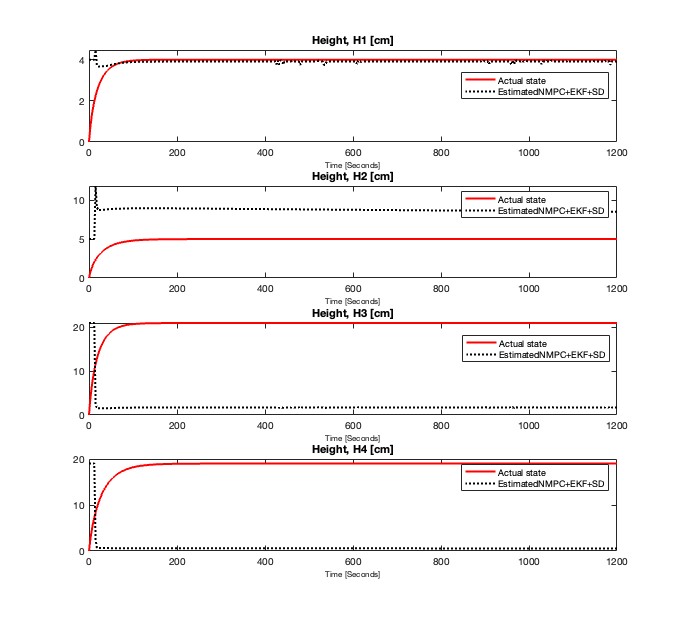 Height, H1 [cm]
4
2
0
Actual state
EstimatedNMPC+EKF+SD
0 200 400 600 800 1000 1200
Time [Seconds]
Height, H2 [cm]
10
5
0
Actual state
EstimatedNMPC+EKF+SD
0 200 400 600 800 1000 1200
Time [Seconds]
Height, H3 [cm]
20
10
0
Actual state
EstimatedNMPC+EKF+SD
0 200 400 600 800 1000 1200
Time [Seconds]
Height, H4 [cm]
20
10
0
Actual state
EstimatedNMPC+EKF+SD
0 200 400 600 800 1000 1200
Time [Seconds]